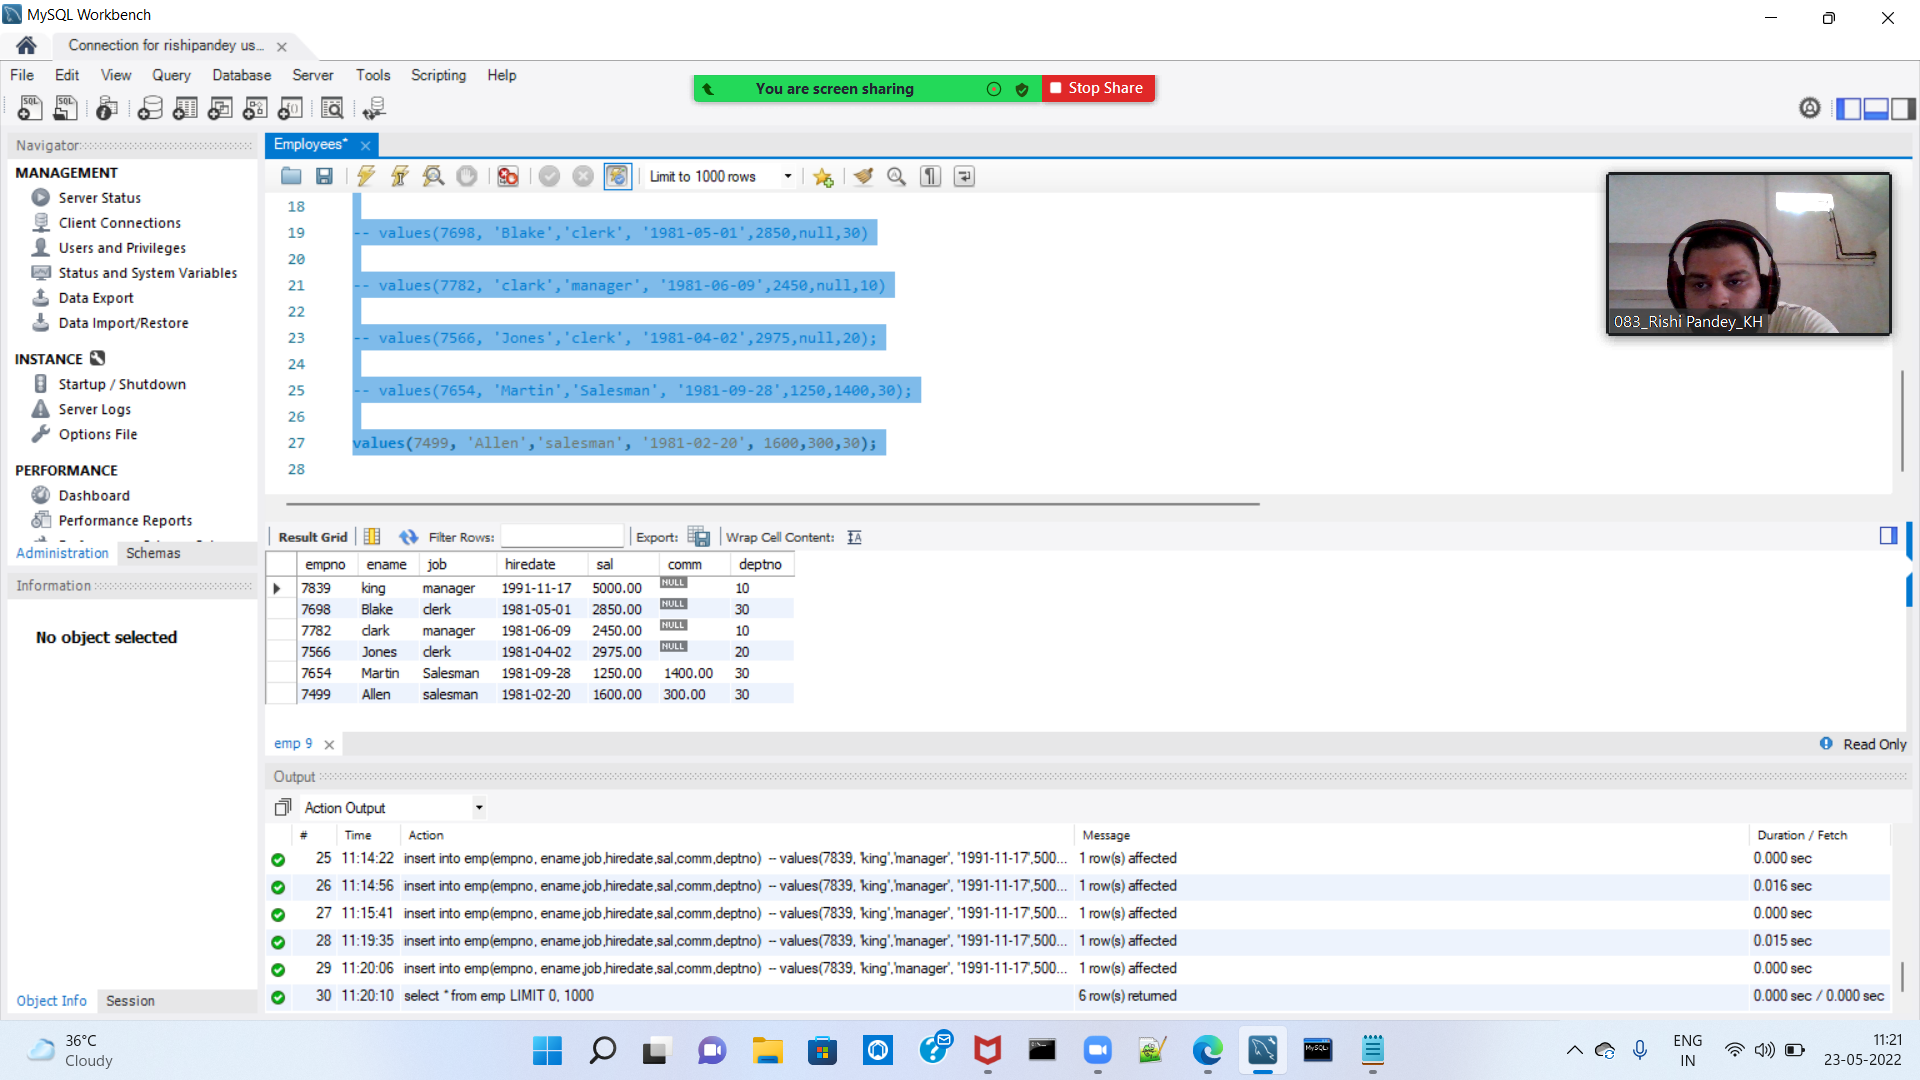 MySQL Workbench
Connection for rishipandey us...
File Edit View Query Database Server Tools Scripting Help
You are screen sharing
Stop Share
Navigator
MANAGEMENT
Server Status
Client Connections
Users and Privileges
Status and System Variables
Data Export
Data Import/Restore
INSTANCE
Startup / Shutdown
Server Logs
Options File
PERFORMANCE
Dashboard
Performance Reports
Administration Schemas
Information
No object selected
Object Info Session
Employees*
Limit to 1000 rows
18
19 -- values(7698, 'Blake','clerk', '1981-05-01',2850,null,30)
20
21 -- values(7782, 'clark','manager', '1981-06-09',2450,null,10)
22
23 -- values(7566, 'Jones','clerk', '1981-04-02',2975,null,20);
24
25 -- values(7654, 'Martin','Salesman', '1981-09-28',1250,1400,30);
26
27 values(7499, 'Allen','salesman', '1981-02-20', 1600,300,30);
28
083_Rishi Pandey_KH
Result Grid Filter Rows: Export: Wrap Cell Content:
empno ename job hiredate sal comm deptno
7839 king manager 1991-11-17 5000.00 NULL 10
7698 Blake clerk 1981-05-01 2850.00 NULL 30
7782 clark manager 1981-06-09 2450.00 NULL 10
7566 Jones clerk 1981-04-02 2975.00 NULL 20
7654 Martin Salesman 1981-09-28 1250.00 1400.00 30
7499 Allen salesman 1981-02-20 1600.00 300.00 30
emp 9
Read Only
Output
Action Output
# Time Action Message Duration / Fetch
25 11:14:22 insert into emp(empno, ename,job,hiredate,sal,comm,deptno) -- values(7839, 'king','manager', '1991-11-17',500... 1 row(s) affected 0.000 sec
26 11:14:56 insert into emp(empno, ename,job,hiredate,sal,comm,deptno) -- values(7839, 'king','manager', '1991-11-17',500... 1 row(s) affected 0.016 sec
27 11:15:41 insert into emp(empno, ename,job,hiredate,sal,comm,deptno) -- values(7839, 'king','manager', '1991-11-17',500... 1 row(s) affected 0.000 sec
28 11:19:35 insert into emp(empno, ename,job,hiredate,sal,comm,deptno) -- values(7839, 'king','manager', '1991-11-17',500... 1 row(s) affected 0.015 sec
29 11:20:06 insert into emp(empno, ename,job,hiredate,sal,comm,deptno) -- values(7839, 'king','manager', '1991-11-17',500... 1 row(s) affected 0.000 sec
30 11:20:10 select * from emp LIMIT 0, 1000 6 row(s) returned 0.000 sec / 0.000 sec
36°C
Cloudy
ENG
IN
11:21
23-05-2022